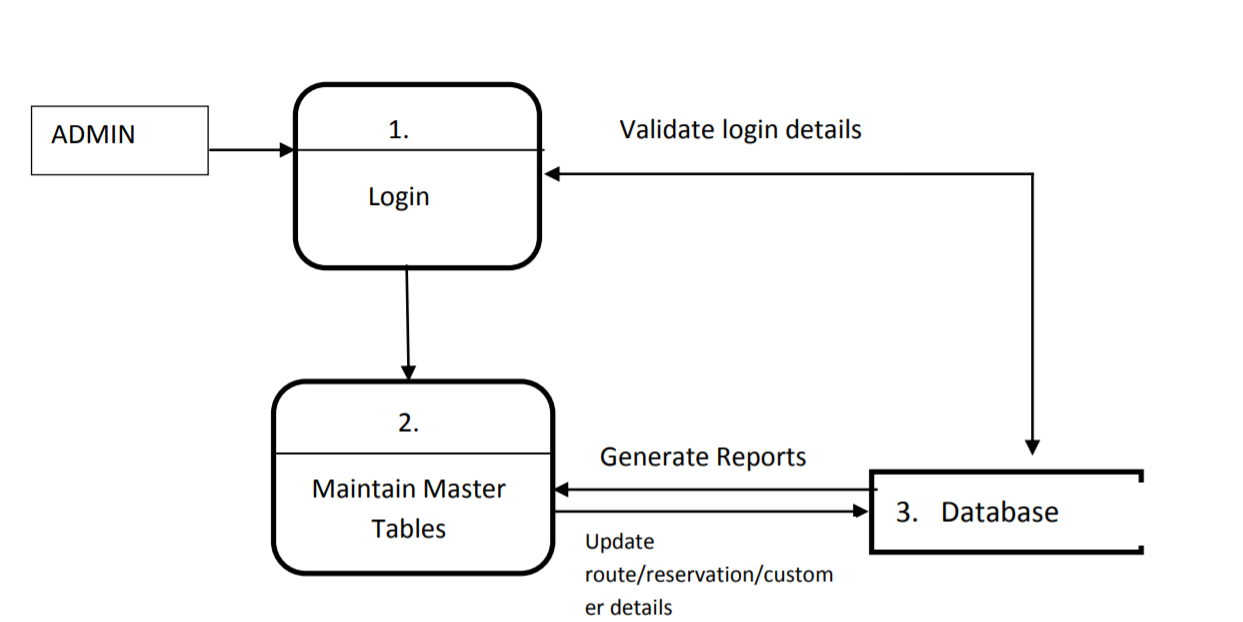 ADMIN
1.
Login
Validate login details
2.
Maintain Master
Tables
Generate Reports
Update
route/reservation/custom
er details
3. Database